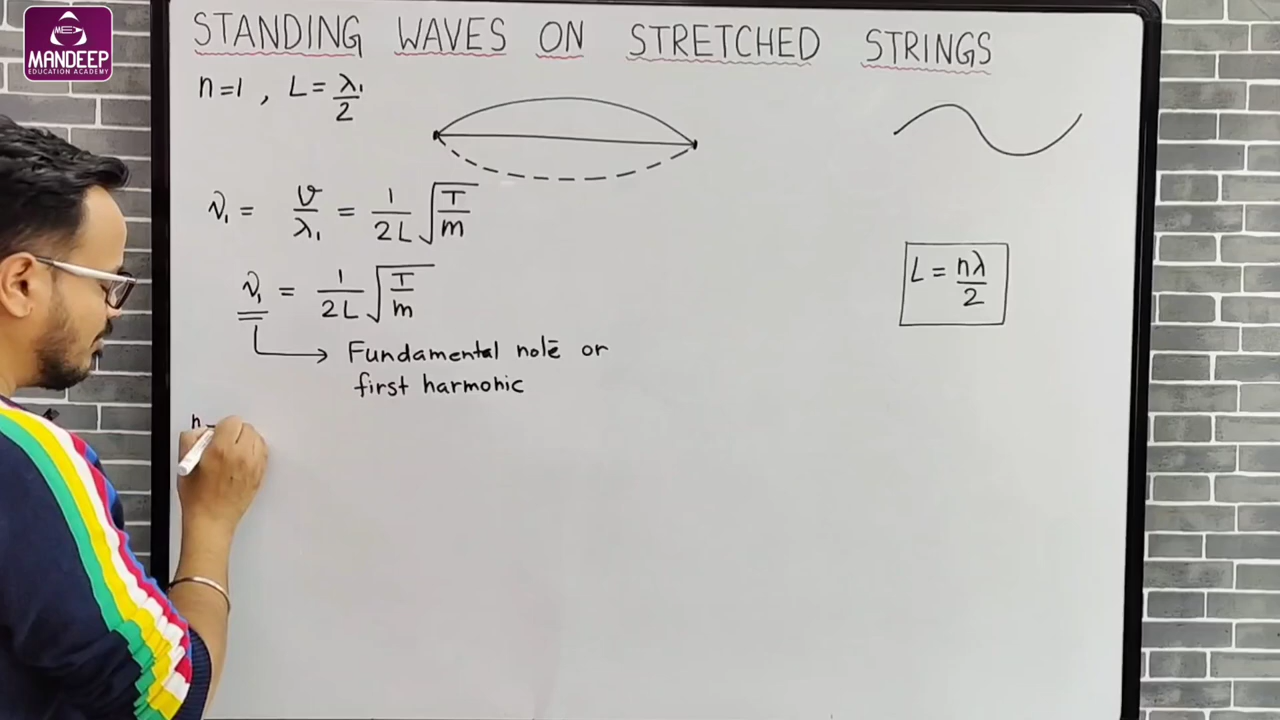 MEA
MANDEEP
EDUCATION ACADEMY
STANDING WAVES ON STRETCHED STRINGS
n=1 , L = λ₁/2
ν₁ = v/λ₁ = 1/2L √T/m
ν₁ = 1/2L √T/m
L = nλ/2
Fundamental note or
first harmonic
n